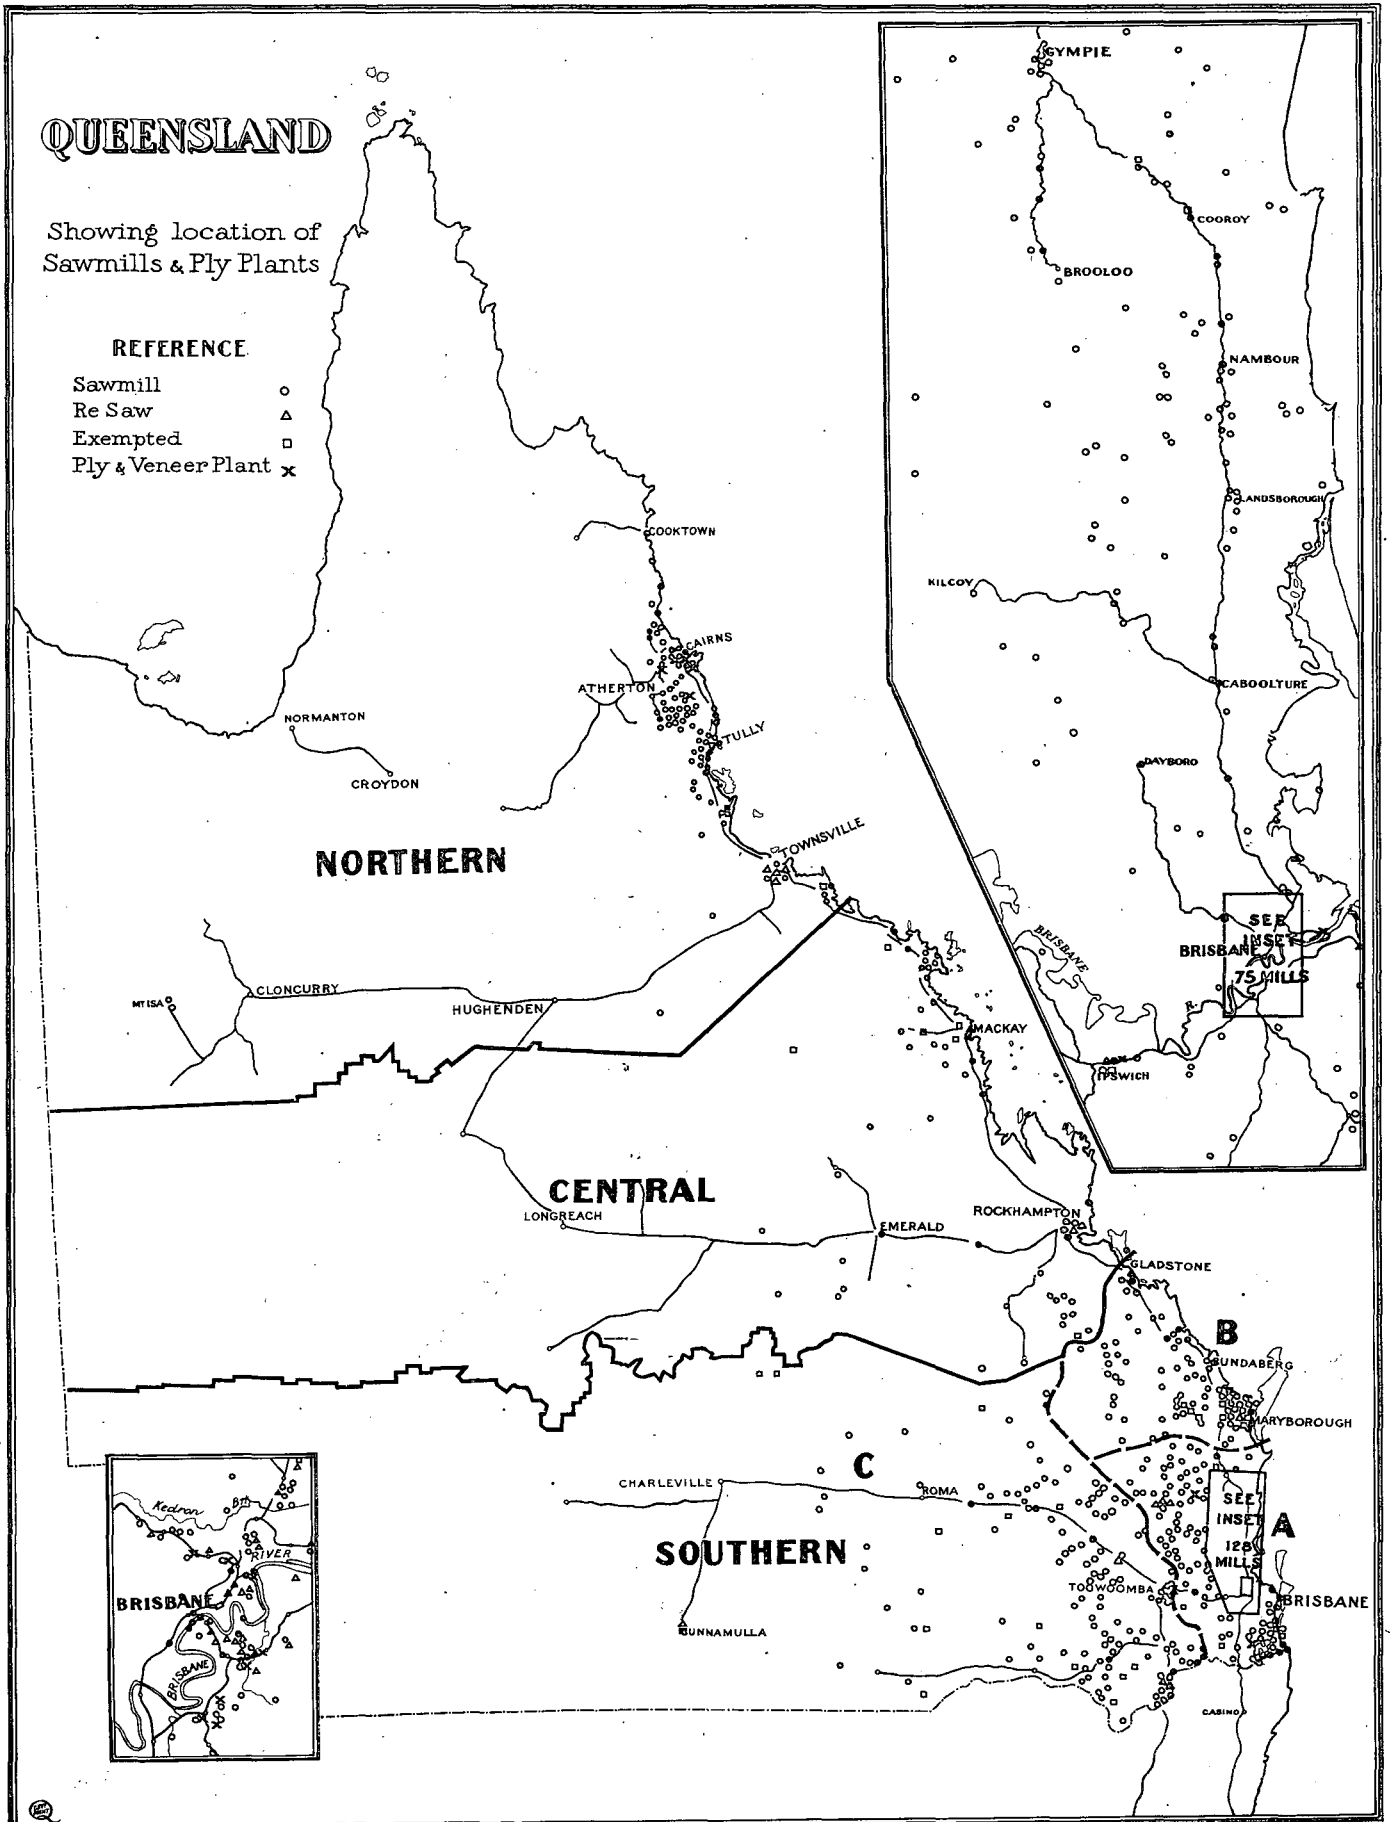 QUEENSLAND
Showing location of
Sawmills & Ply Plants
REFERENCE
Sawmill
Re Saw
Exempted
Ply & Veneer Plant
GYMPIE
COOROY
BROOLOO
NAMBOUR
LANDSBOROUGH
KILCOY
CABOOLTURE
DAYBORO
BRISBANE
R.
SEE
INSET
BRISBANE
75 MILLS
IPSWICH
COOKTOWN
CAIRNS
ATHERTON
TULLY
NORMANTON
CROYDON
NORTHERN
TOWNSVILLE
MT ISA
CLONCURRY
HUGHENDEN
MACKAY
CENTRAL
LONGREACH
EMERALD
ROCKHAMPTON
GLADSTONE
B
BUNDABERG
MARYBOROUGH
C
CHARLEVILLE
ROMA
SOUTHERN
SEE
INSET
128
MILLS
A
TOOWOOMBA
BRISBANE
CUNNAMULLA
CASINO
Kedron Bk
RIVER
BRISBANE
BRISBANE